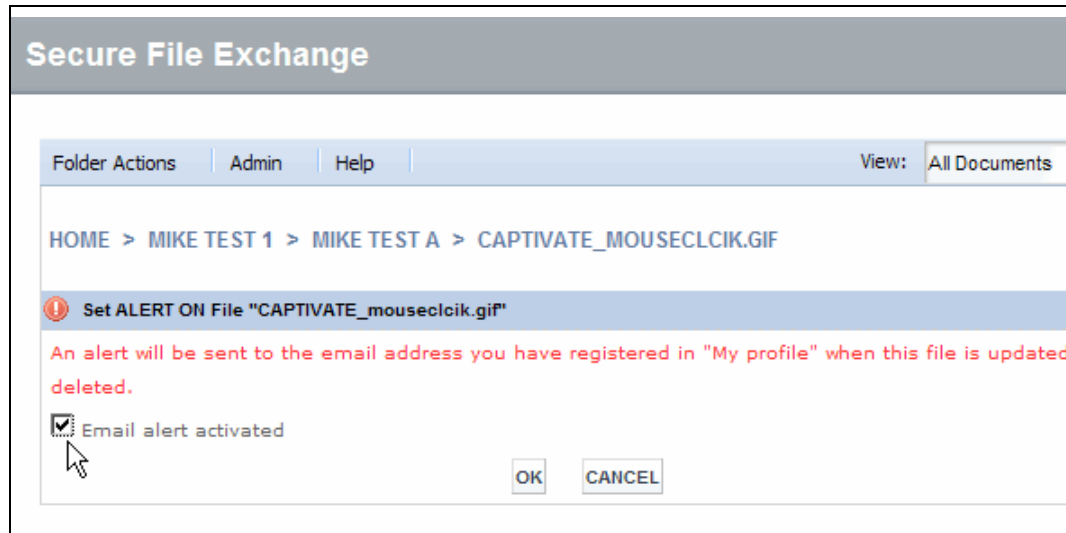 Secure File Exchange
Folder Actions Admin Help View: All Documents
HOME > MIKE TEST 1 > MIKE TEST A > CAPTIVATE_MOUSECLCIK.GIF
Set ALERT ON File "CAPTIVATE_mouseclcik.gif"
An alert will be sent to the email address you have registered in "My profile" when this file is updated
deleted.
Email alert activated
OK CANCEL